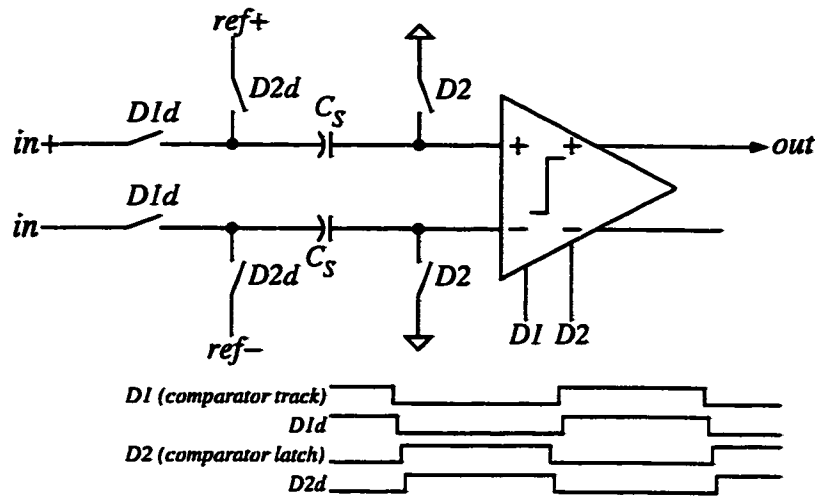 ref+
D2d
D2
D1d
C_S
in+
+ +
out
D1d
in-
- -
D2d
C_S
D2
ref-
D1 D2
D1 (comparator track)
D1d
D2 (comparator latch)
D2d